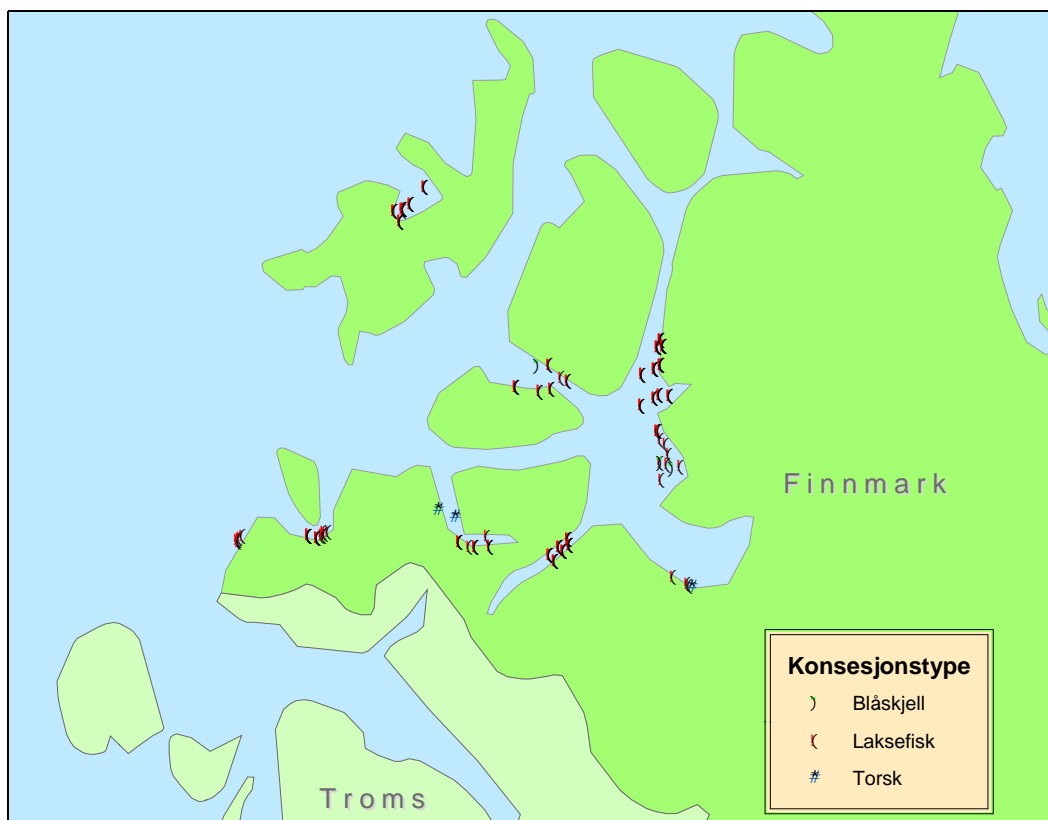 Finnmark
Konsesjonstype
Blåskjell
Laksefisk
Torsk
Troms